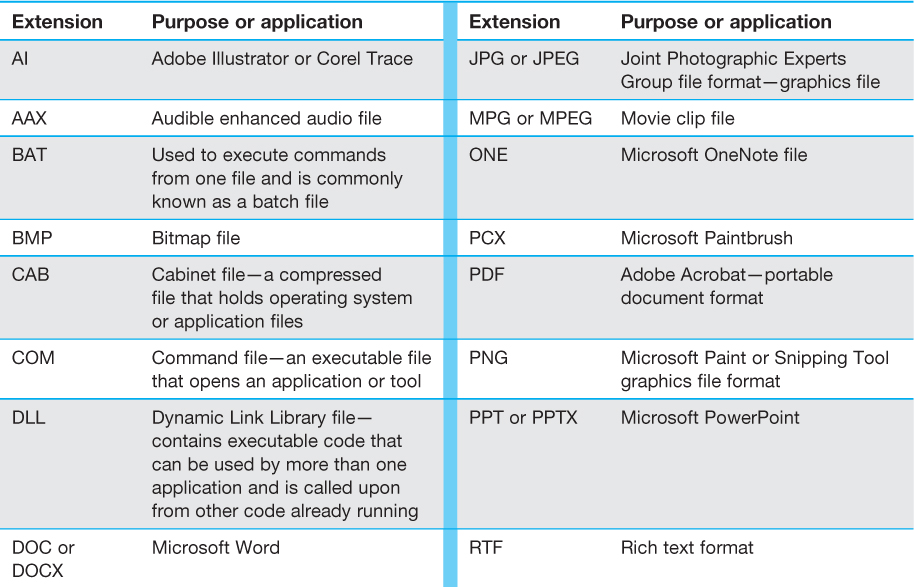 Extension Purpose or application Extension Purpose or application
AI Adobe Illustrator or Corel Trace JPG or JPEG Joint Photographic Experts
Group file format—graphics file
AAX Audible enhanced audio file MPG or MPEG Movie clip file
BAT Used to execute commands ONE Microsoft OneNote file
from one file and is commonly
known as a batch file
BMP Bitmap file PCX Microsoft Paintbrush
CAB Cabinet file—a compressed PDF Adobe Acrobat—portable
file that holds operating system document format
or application files
COM Command file—an executable file PNG Microsoft Paint or Snipping Tool
that opens an application or tool graphics file format
DLL Dynamic Link Library file— PPT or PPTX Microsoft PowerPoint
contains executable code that
can be used by more than one
application and is called upon
from other code already running
DOC or Microsoft Word RTF Rich text format
DOCX